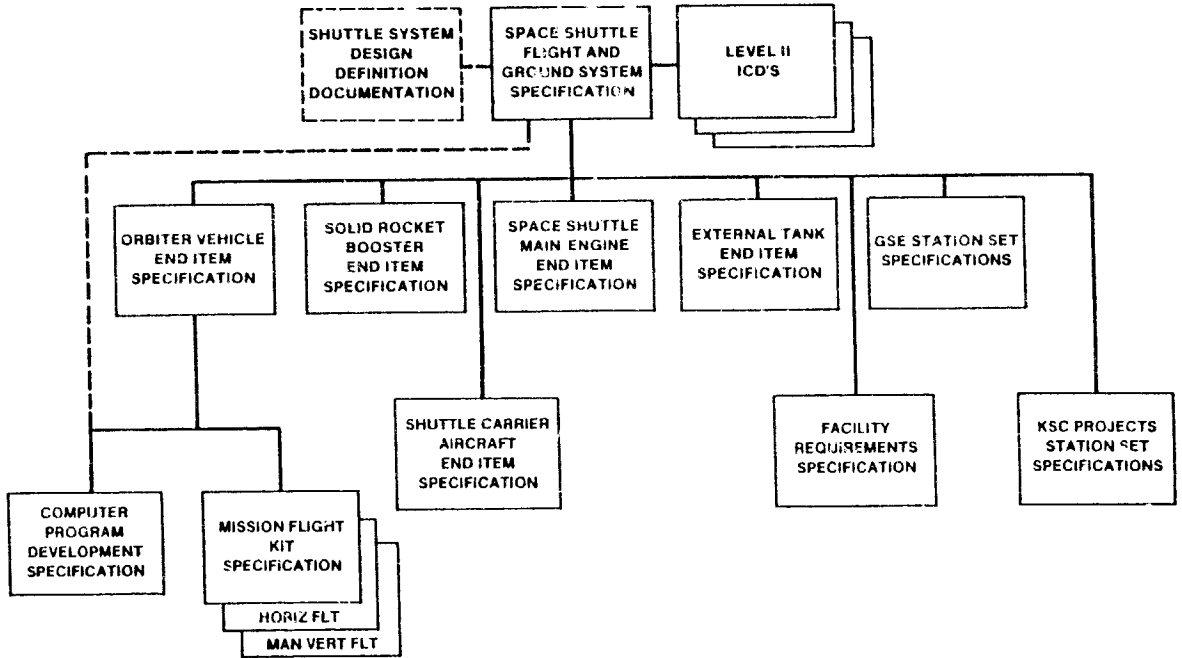 SHUTTLE SYSTEM
DESIGN
DEFINITION
DOCUMENTATION
SPACE SHUTTLE
FLIGHT AND
GROUND SYSTEM
SPECIFICATION
LEVEL II
ICD'S
ORBITER VEHICLE
END ITEM
SPECIFICATION
SOLID ROCKET
BOOSTER
END ITEM
SPECIFICATION
SPACE SHUTTLE
MAIN ENGINE
END ITEM
SPECIFICATION
EXTERNAL TANK
END ITEM
SPECIFICATION
GSE STATION SET
SPECIFICATIONS
SHUTTLE CARRIER
AIRCRAFT
END ITEM
SPECIFICATION
FACILITY
REQUIREMENTS
SPECIFICATION
KSC PROJECTS
STATION SET
SPECIFICATIONS
COMPUTER
PROGRAM
DEVELOPMENT
SPECIFICATION
MISSION FLIGHT
KIT
SPECIFICATION
HORIZ FLT
MAN VERT FLT